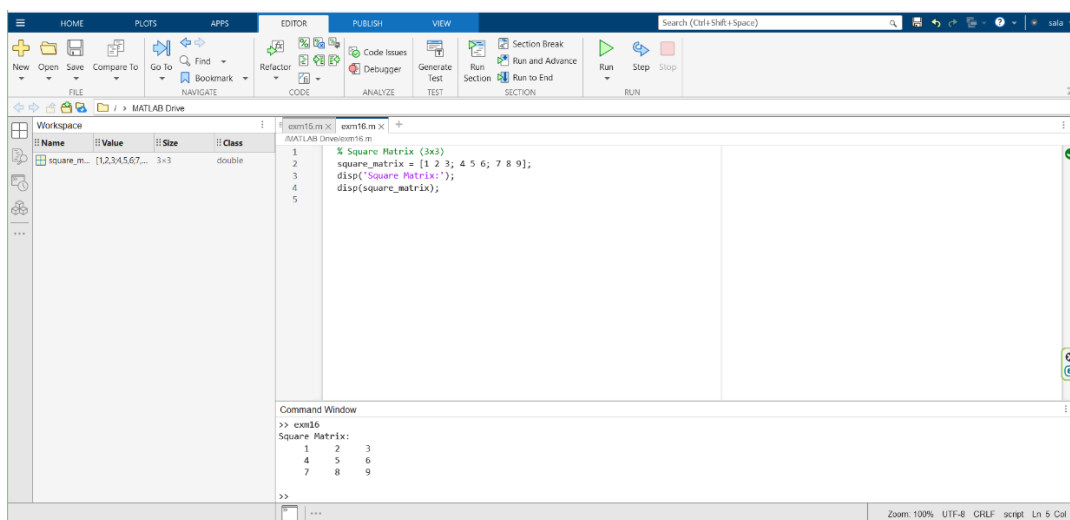 HOME PLOTS APPS EDITOR PUBLISH VIEW Search (Ctrl+Shift+Space) sala
New Open Save Compare To Go To Find Bookmark Refactor Code Issues Debugger Generate Test Run Section Section Break Run and Advance Run to End Run Step Stop
FILE NAVIGATE CODE ANALYZE TEST SECTION RUN
/ > MATLAB Drive
Workspace
Name Value Size Class
square_m... [1,2,3;4,5,6;7,... 3×3 double
exm15.m × exm16.m × +
/MATLAB Drive/exm16.m
1 % Square Matrix (3x3)
2 square_matrix = [1 2 3; 4 5 6; 7 8 9];
3 disp('Square Matrix:');
4 disp(square_matrix);
5
Command Window
>> exm16
Square Matrix:
1 2 3
4 5 6
7 8 9
>>
Zoom: 100% UTF-8 CRLF script Ln 5 Col